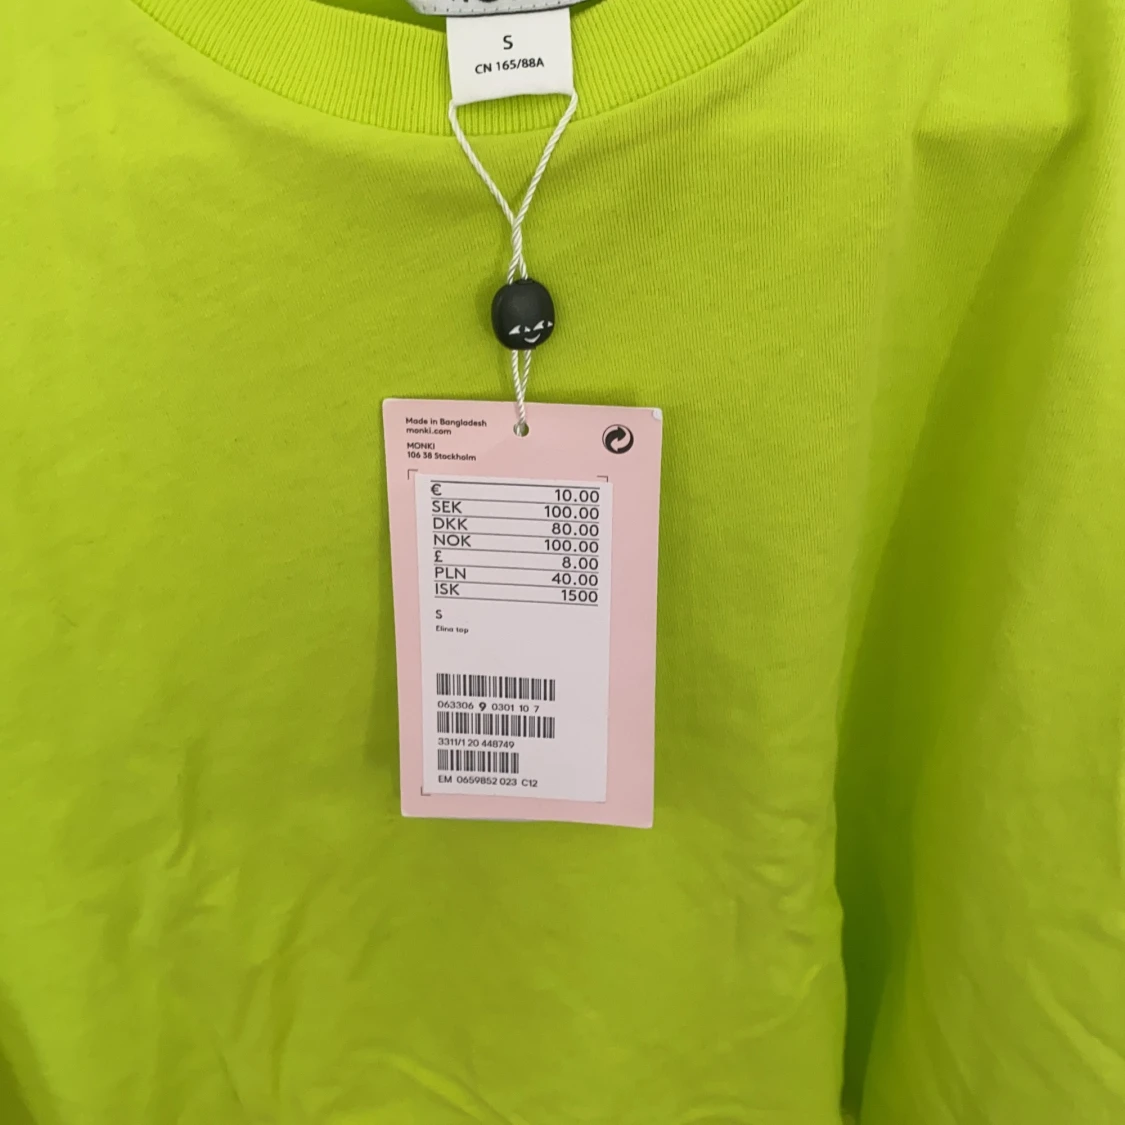 S
CN 165/88A
Made in Bangladesh
monki.com
MONKI
106 38 Stockholm
€ 10.00
SEK 100.00
DKK 80.00
NOK 100.00
£ 8.00
PLN 40.00
ISK 1500
S
Elina top
063306 9 0301 10 7
3311/1 20 448749
EM 0659852 023 C12